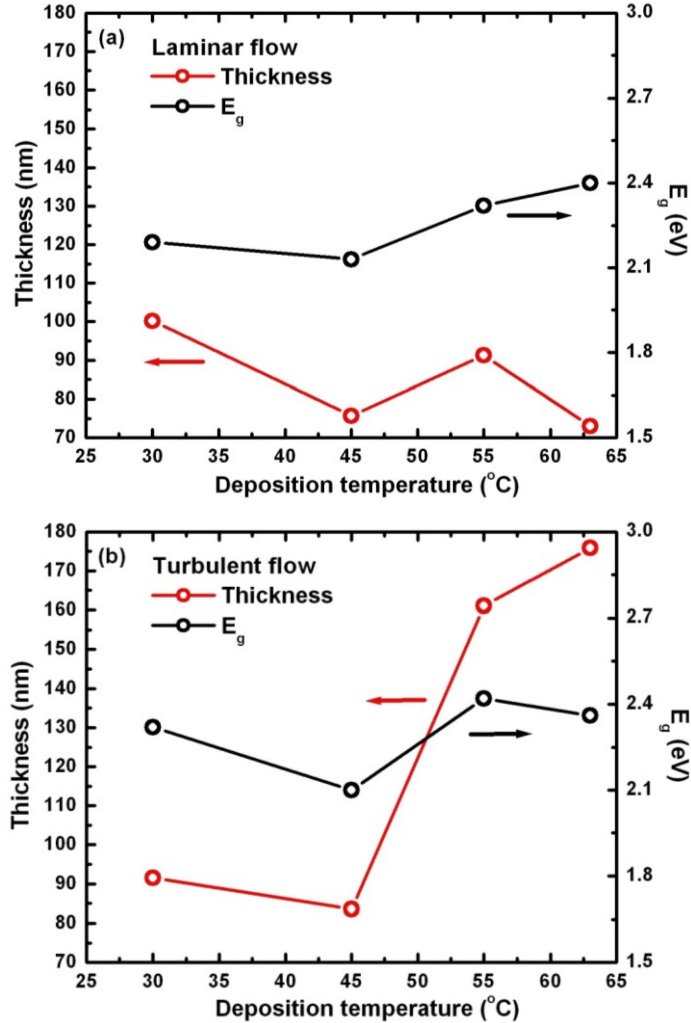 (a)
Laminar flow
Thickness
E_g
Thickness (nm)
180
170
160
150
140
130
120
110
100
90
80
70
3.0
2.7
2.4
2.1
1.8
1.5
E_g (eV)
25 30 35 40 45 50 55 60 65
Deposition temperature (°C)
(b)
Turbulent flow
Thickness
E_g
Thickness (nm)
180
170
160
150
140
130
120
110
100
90
80
70
3.0
2.7
2.4
2.1
1.8
1.5
E_g (eV)
25 30 35 40 45 50 55 60 65
Deposition temperature (°C)